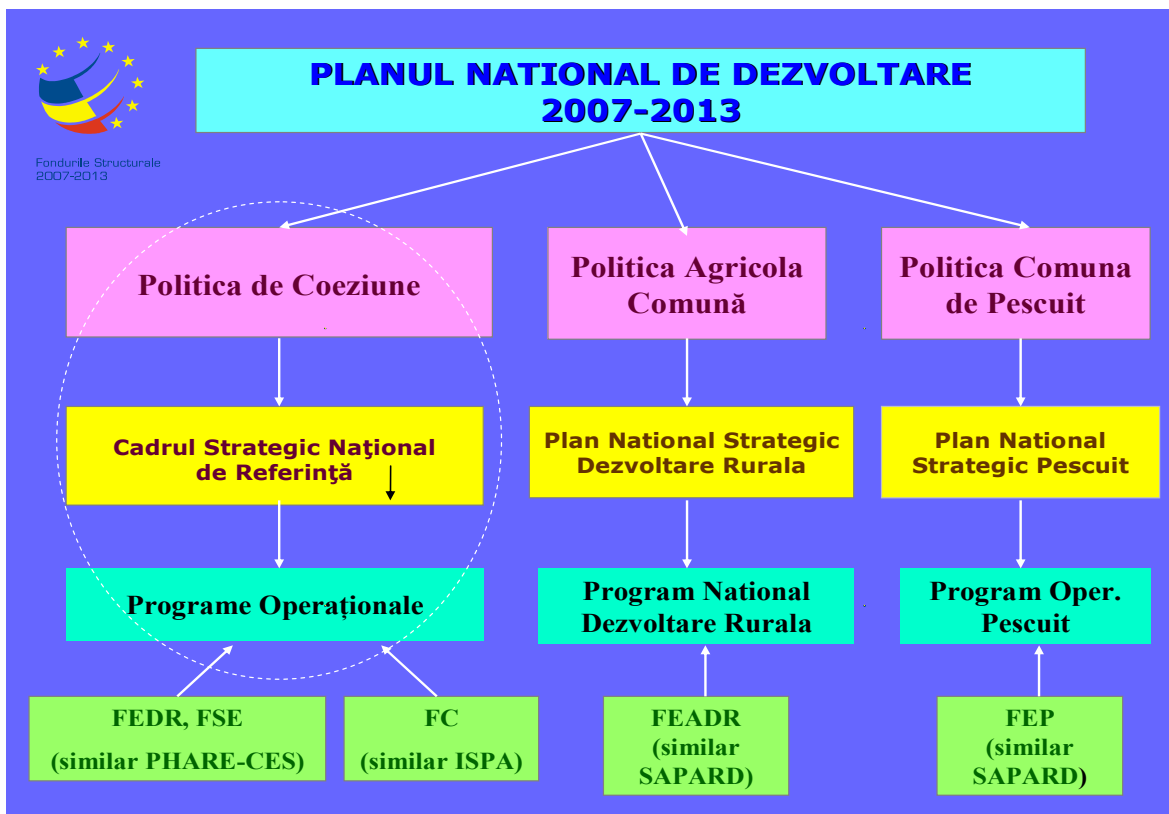 PLANUL NATIONAL DE DEZVOLTARE
2007-2013
Fondurile Structurale
2007-2013
Politica de Coeziune
Politica Agricola
Comună
Politica Comuna
de Pescuit
Cadrul Strategic Naţional
de Referinţă
Plan National Strategic
Dezvoltare Rurala
Plan National
Strategic Pescuit
Programe Operaționale
Program National
Dezvoltare Rurala
Program Oper.
Pescuit
FEDR, FSE
(similar PHARE-CES)
FC
(similar ISPA)
FEADR
(similar
SAPARD)
FEP
(similar
SAPARD)